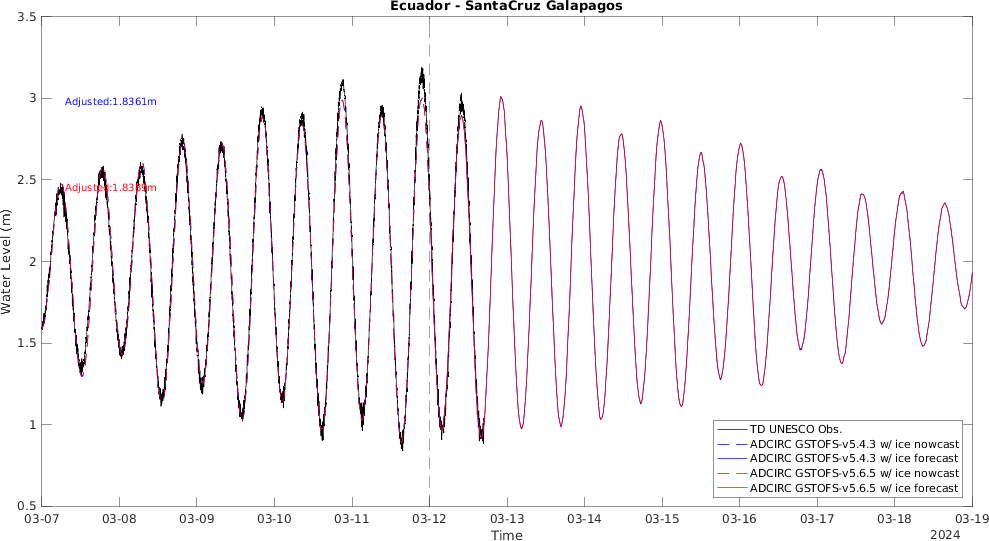 Ecuador - SantaCruz Galapagos
3.5
3
2.5
2
1.5
1
0.5
Water Level (m)
Adjusted:1.8361m
03-07 03-08 03-09 03-10 03-11 03-12 03-13 03-14 03-15 03-16 03-17 03-18 03-19
Time
2024
TD UNESCO Obs.
ADCIRC GSTOFS-v5.4.3 w/ ice nowcast
ADCIRC GSTOFS-v5.4.3 w/ ice forecast
ADCIRC GSTOFS-v5.6.5 w/ ice nowcast
ADCIRC GSTOFS-v5.6.5 w/ ice forecast